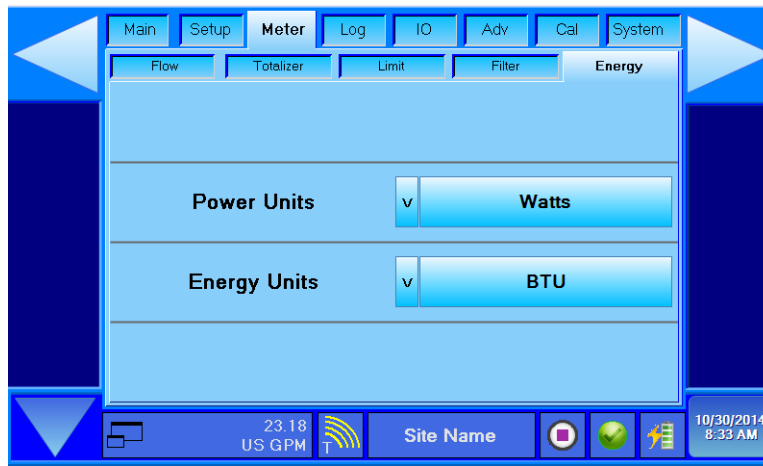 Main Setup Meter Log IO Adv Cal System
Flow Totalizer Limit Filter Energy
Power Units v Watts
Energy Units v BTU
23.18
US GPM
T
Site Name
10/30/2014
8:33 AM